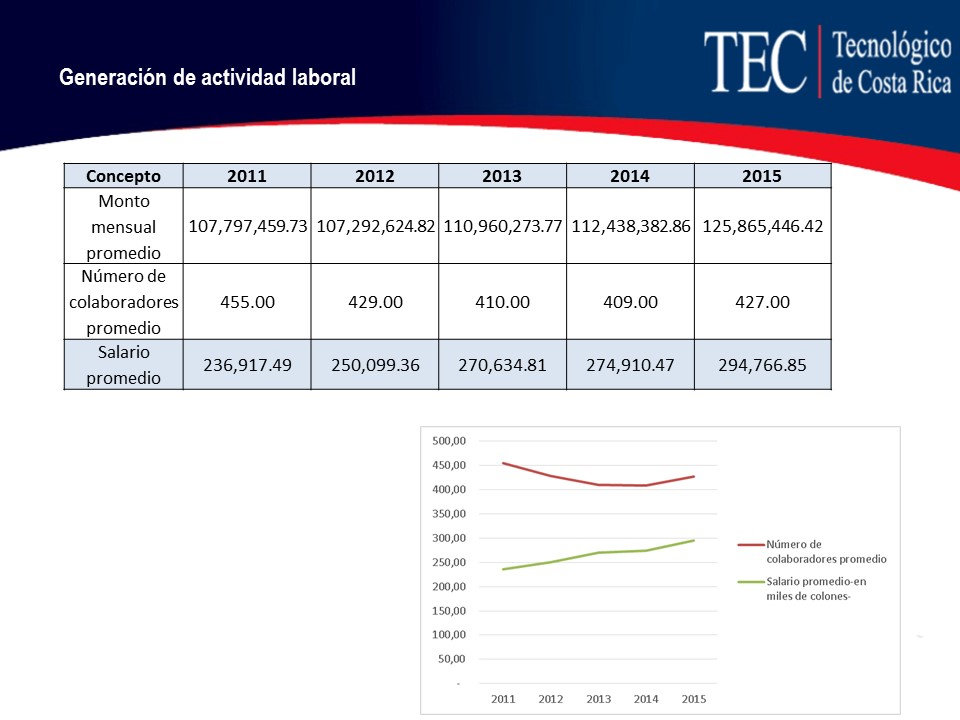 Generación de actividad laboral
TEC | Tecnológico
de Costa Rica
Concepto 2011 2012 2013 2014 2015
Monto
mensual
promedio
107,797,459.73 107,292,624.82 110,960,273.77 112,438,382.86 125,865,446.42
Número de
colaboradores
promedio
455.00 429.00 410.00 409.00 427.00
Salario
promedio
236,917.49 250,099.36 270,634.81 274,910.47 294,766.85
500,00
450,00
400,00
350,00
300,00
250,00
200,00
150,00
100,00
50,00
-
2011 2012 2013 2014 2015
Número de
colaboradores promedio
Salario promedio-en
miles de colones-